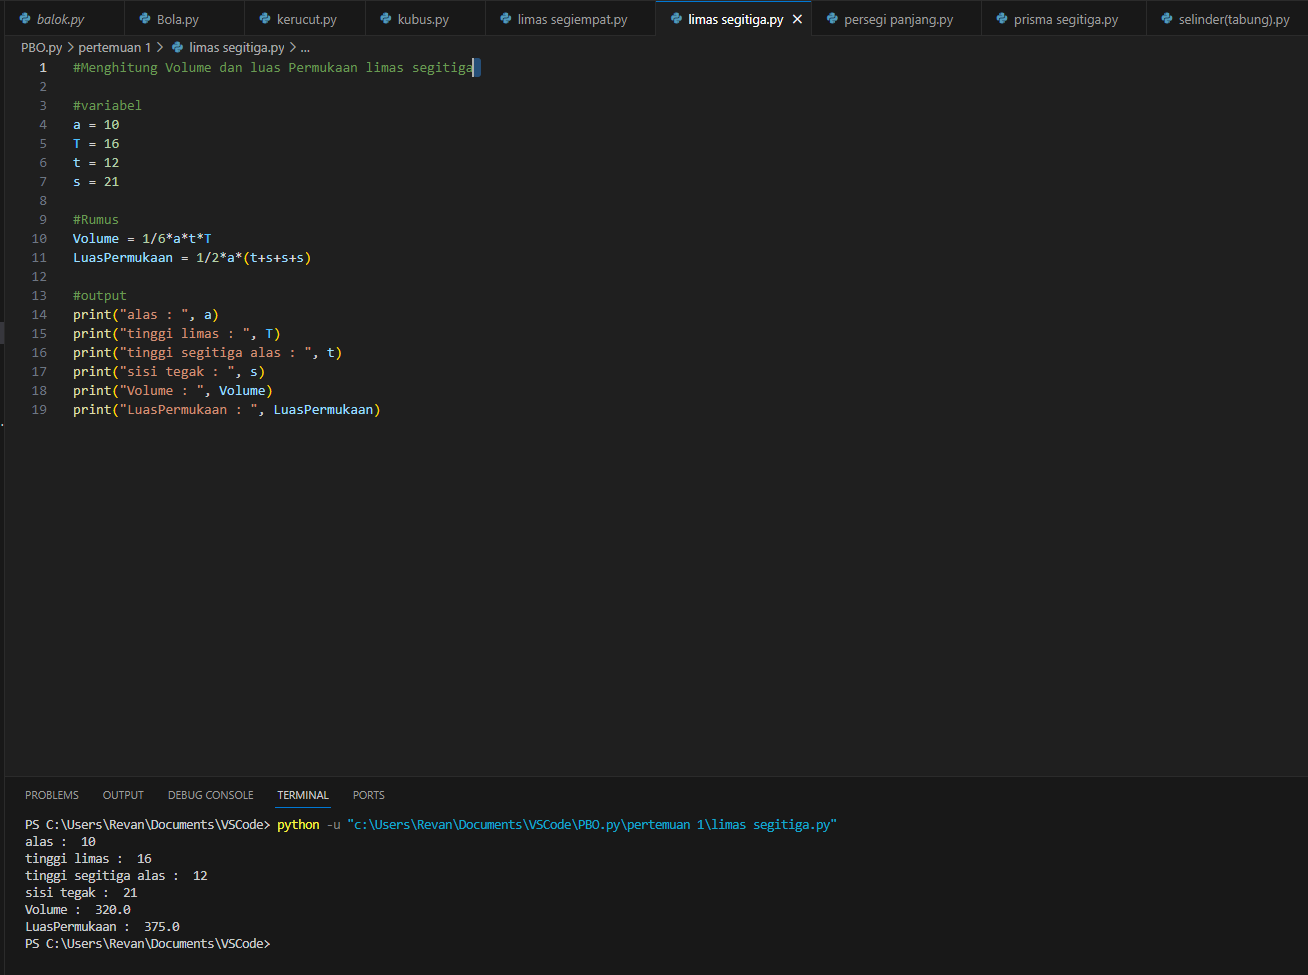 balok.py Bola.py kerucut.py kubus.py limas segiempat.py limas segitiga.py persegi panjang.py prisma segitiga.py selinder(tabung).py
PBO.py > pertemuan 1 > limas segitiga.py > ...
1 #Menghitung Volume dan luas Permukaan limas segitiga
2
3 #variabel
4 a = 10
5 T = 16
6 t = 12
7 s = 21
8
9 #Rumus
10 Volume = 1/6*a*t*T
11 LuasPermukaan = 1/2*a*(t+s+s+s)
12
13 #output
14 print("alas : ", a)
15 print("tinggi limas : ", T)
16 print("tinggi segitiga alas : ", t)
17 print("sisi tegak : ", s)
18 print("Volume : ", Volume)
19 print("LuasPermukaan : ", LuasPermukaan)
PROBLEMS OUTPUT DEBUG CONSOLE TERMINAL PORTS
PS C:\Users\Revan\Documents\VSCode> python -u "c:\Users\Revan\Documents\VSCode\PBO.py\pertemuan 1\limas segitiga.py"
alas :  10
tinggi limas :  16
tinggi segitiga alas :  12
sisi tegak :  21
Volume :  320.0
LuasPermukaan :  375.0
PS C:\Users\Revan\Documents\VSCode>